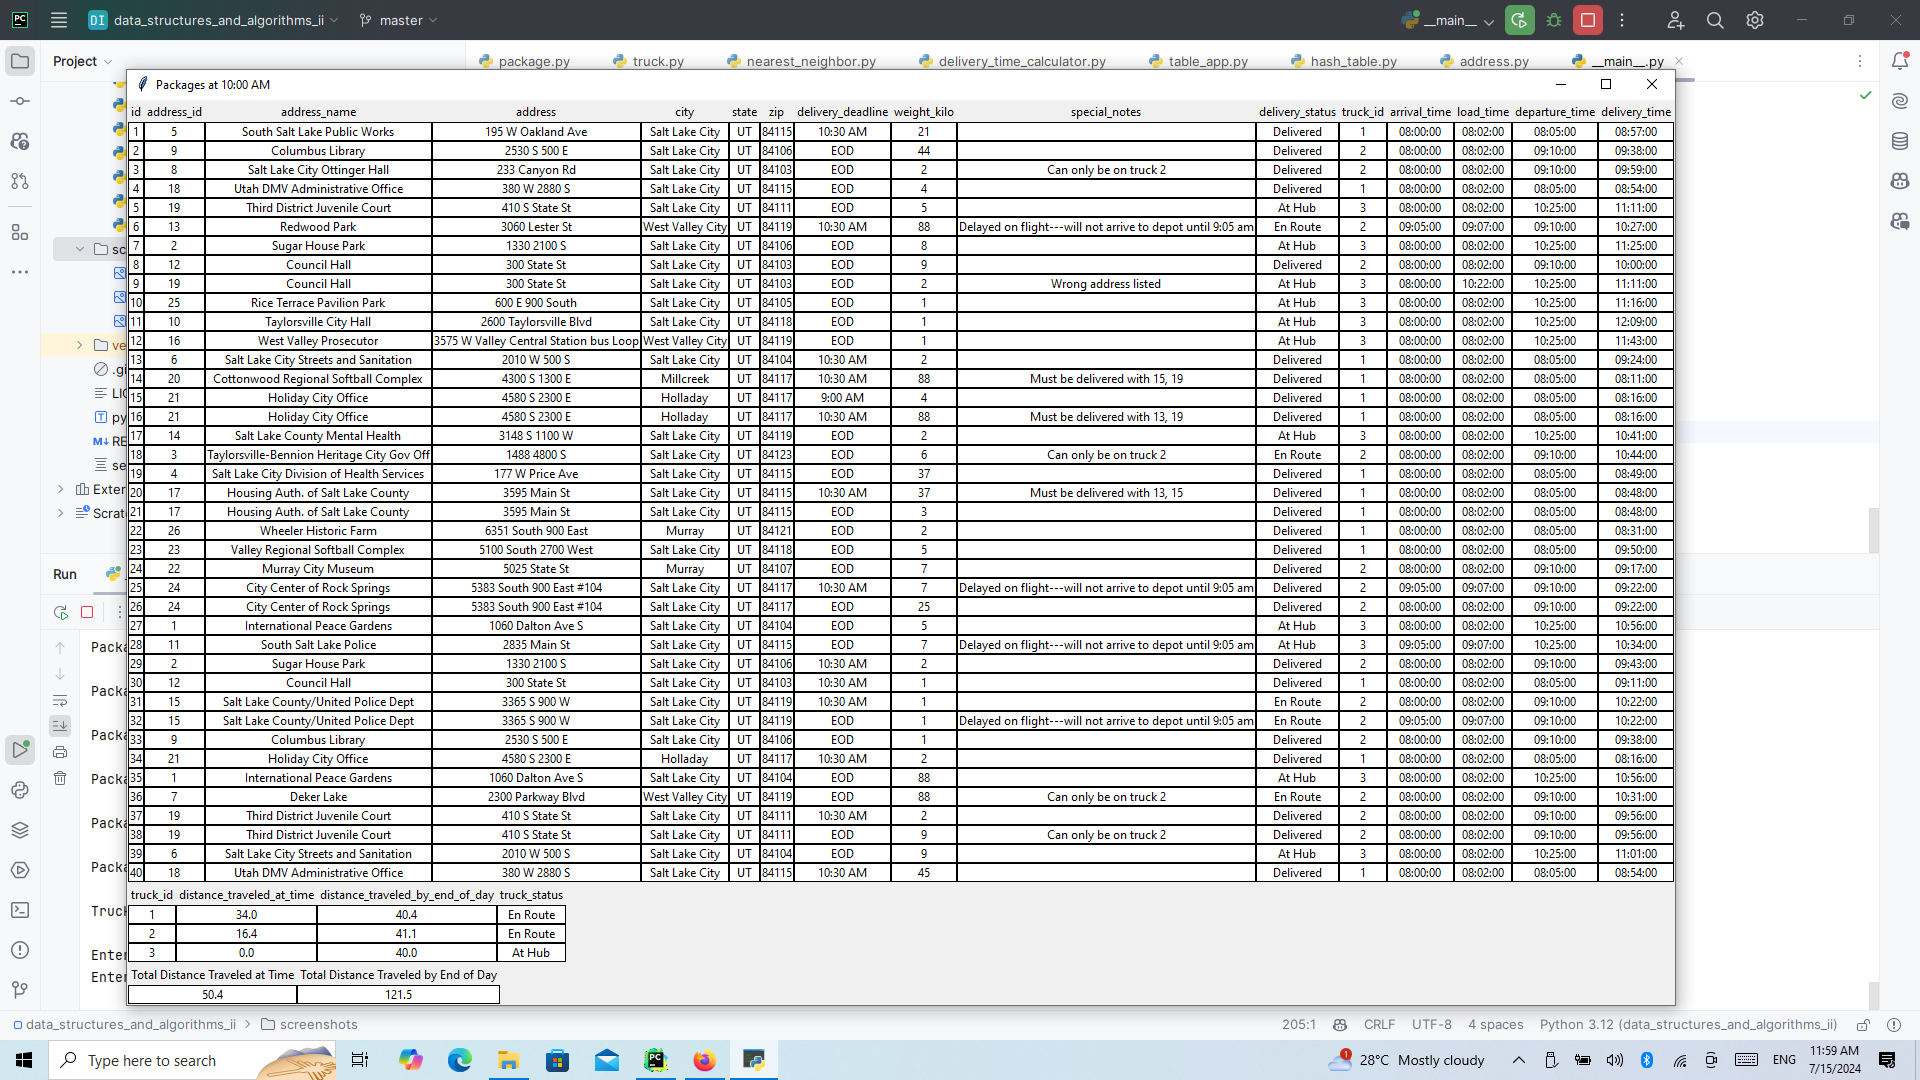 DI data_structures_and_algorithms_ii master __main__
Project package.py truck.py nearest_neighbor.py delivery_time_calculator.py table_app.py hash_table.py address.py __main__.py
Packages at 10:00 AM
id address_id address_name address city state zip delivery_deadline weight_kilo special_notes delivery_status truck_id arrival_time load_time departure_time delivery_time
1 5 South Salt Lake Public Works 195 W Oakland Ave Salt Lake City UT 84115 10:30 AM 21 Delivered 1 08:00:00 08:02:00 08:05:00 08:57:00
2 9 Columbus Library 2530 S 500 E Salt Lake City UT 84106 EOD 44 Delivered 2 08:00:00 08:02:00 09:10:00 09:38:00
3 8 Salt Lake City Ottinger Hall 233 Canyon Rd Salt Lake City UT 84103 EOD 2 Can only be on truck 2 Delivered 2 08:00:00 08:02:00 09:10:00 09:59:00
4 18 Utah DMV Administrative Office 380 W 2880 S Salt Lake City UT 84115 EOD 4 Delivered 1 08:00:00 08:02:00 08:05:00 08:54:00
5 19 Third District Juvenile Court 410 S State St Salt Lake City UT 84111 EOD 5 At Hub 3 08:00:00 08:02:00 10:25:00 11:11:00
6 13 Redwood Park 3060 Lester St West Valley City UT 84119 10:30 AM 88 Delayed on flight---will not arrive to depot until 9:05 am En Route 2 09:05:00 09:07:00 09:10:00 10:27:00
7 2 Sugar House Park 1330 2100 S Salt Lake City UT 84106 EOD 8 At Hub 3 08:00:00 08:02:00 10:25:00 11:25:00
8 12 Council Hall 300 State St Salt Lake City UT 84103 EOD 9 Delivered 2 08:00:00 08:02:00 09:10:00 10:00:00
9 19 Council Hall 300 State St Salt Lake City UT 84103 EOD 2 Wrong address listed At Hub 3 08:00:00 10:22:00 10:25:00 11:11:00
10 25 Rice Terrace Pavilion Park 600 E 900 South Salt Lake City UT 84105 EOD 1 At Hub 3 08:00:00 08:02:00 10:25:00 11:16:00
11 10 Taylorsville City Hall 2600 Taylorsville Blvd Salt Lake City UT 84118 EOD 1 At Hub 3 08:00:00 08:02:00 10:25:00 12:09:00
12 16 West Valley Prosecutor 3575 W Valley Central Station bus Loop West Valley City UT 84119 EOD 1 At Hub 3 08:00:00 08:02:00 10:25:00 11:43:00
13 6 Salt Lake City Streets and Sanitation 2010 W 500 S Salt Lake City UT 84104 10:30 AM 2 Delivered 1 08:00:00 08:02:00 08:05:00 09:24:00
14 20 Cottonwood Regional Softball Complex 4300 S 1300 E Millcreek UT 84117 10:30 AM 88 Must be delivered with 15, 19 Delivered 1 08:00:00 08:02:00 08:05:00 08:11:00
15 21 Holiday City Office 4580 S 2300 E Holladay UT 84117 9:00 AM 4 Delivered 1 08:00:00 08:02:00 08:05:00 08:16:00
16 21 Holiday City Office 4580 S 2300 E Holladay UT 84117 10:30 AM 88 Must be delivered with 13, 19 Delivered 1 08:00:00 08:02:00 08:05:00 08:16:00
17 14 Salt Lake County Mental Health 3148 S 1100 W Salt Lake City UT 84119 EOD 2 At Hub 3 08:00:00 08:02:00 10:25:00 10:41:00
18 3 Taylorsville-Bennion Heritage City Gov Off 1488 4800 S Salt Lake City UT 84123 EOD 6 Can only be on truck 2 En Route 2 08:00:00 08:02:00 09:10:00 10:44:00
19 4 Salt Lake City Division of Health Services 177 W Price Ave Salt Lake City UT 84115 EOD 37 Delivered 1 08:00:00 08:02:00 08:05:00 08:49:00
20 17 Housing Auth. of Salt Lake County 3595 Main St Salt Lake City UT 84115 10:30 AM 37 Must be delivered with 13, 15 Delivered 1 08:00:00 08:02:00 08:05:00 08:48:00
21 17 Housing Auth. of Salt Lake County 3595 Main St Salt Lake City UT 84115 EOD 3 Delivered 1 08:00:00 08:02:00 08:05:00 08:48:00
22 26 Wheeler Historic Farm 6351 South 900 East Murray UT 84121 EOD 2 Delivered 1 08:00:00 08:02:00 08:05:00 08:31:00
23 23 Valley Regional Softball Complex 5100 South 2700 West Salt Lake City UT 84118 EOD 5 Delivered 1 08:00:00 08:02:00 08:05:00 09:50:00
24 22 Murray City Museum 5025 State St Murray UT 84107 EOD 7 Delivered 2 08:00:00 08:02:00 09:10:00 09:17:00
25 24 City Center of Rock Springs 5383 South 900 East #104 Salt Lake City UT 84117 10:30 AM 7 Delayed on flight---will not arrive to depot until 9:05 am Delivered 2 09:05:00 09:07:00 09:10:00 09:22:00
26 24 City Center of Rock Springs 5383 South 900 East #104 Salt Lake City UT 84117 EOD 25 Delivered 2 08:00:00 08:02:00 09:10:00 09:22:00
27 1 International Peace Gardens 1060 Dalton Ave S Salt Lake City UT 84104 EOD 5 At Hub 3 08:00:00 08:02:00 10:25:00 10:56:00
28 11 South Salt Lake Police 2835 Main St Salt Lake City UT 84115 EOD 7 Delayed on flight---will not arrive to depot until 9:05 am At Hub 3 09:05:00 09:07:00 10:25:00 10:34:00
29 2 Sugar House Park 1330 2100 S Salt Lake City UT 84106 10:30 AM 2 Delivered 2 08:00:00 08:02:00 09:10:00 09:43:00
30 12 Council Hall 300 State St Salt Lake City UT 84103 10:30 AM 1 Delivered 1 08:00:00 08:02:00 08:05:00 09:11:00
31 15 Salt Lake County/United Police Dept 3365 S 900 W Salt Lake City UT 84119 10:30 AM 1 En Route 2 08:00:00 08:02:00 09:10:00 10:22:00
32 15 Salt Lake County/United Police Dept 3365 S 900 W Salt Lake City UT 84119 EOD 1 Delayed on flight---will not arrive to depot until 9:05 am En Route 2 09:05:00 09:07:00 09:10:00 10:22:00
33 9 Columbus Library 2530 S 500 E Salt Lake City UT 84106 EOD 1 Delivered 2 08:00:00 08:02:00 09:10:00 09:38:00
34 21 Holiday City Office 4580 S 2300 E Holladay UT 84117 10:30 AM 2 Delivered 1 08:00:00 08:02:00 08:05:00 08:16:00
35 1 International Peace Gardens 1060 Dalton Ave S Salt Lake City UT 84104 EOD 88 At Hub 3 08:00:00 08:02:00 10:25:00 10:56:00
36 7 Deker Lake 2300 Parkway Blvd West Valley City UT 84119 EOD 88 Can only be on truck 2 En Route 2 08:00:00 08:02:00 09:10:00 10:31:00
37 19 Third District Juvenile Court 410 S State St Salt Lake City UT 84111 10:30 AM 2 Delivered 2 08:00:00 08:02:00 09:10:00 09:56:00
38 19 Third District Juvenile Court 410 S State St Salt Lake City UT 84111 EOD 9 Can only be on truck 2 Delivered 2 08:00:00 08:02:00 09:10:00 09:56:00
39 6 Salt Lake City Streets and Sanitation 2010 W 500 S Salt Lake City UT 84104 EOD 9 At Hub 3 08:00:00 08:02:00 10:25:00 11:01:00
40 18 Utah DMV Administrative Office 380 W 2880 S Salt Lake City UT 84115 10:30 AM 45 Delivered 1 08:00:00 08:02:00 08:05:00 08:54:00
truck_id distance_traveled_at_time distance_traveled_by_end_of_day truck_status
1 34.0 40.4 En Route
2 16.4 41.1 En Route
3 0.0 40.0 At Hub
Total Distance Traveled at Time Total Distance Traveled by End of Day
50.4 121.5
sc
ve
.gi
LIC
py
M↓ RE
se
Exter
Scrat
Run
Packa
Packa
Packa
Packa
Packa
Packa
Truck
Enter
Enter
data_structures_and_algorithms_ii > screenshots 205:1 CRLF UTF-8 4 spaces Python 3.12 (data_structures_and_algorithms_ii)
Type here to search 1 28°C Mostly cloudy ENG 11:59 AM
7/15/2024